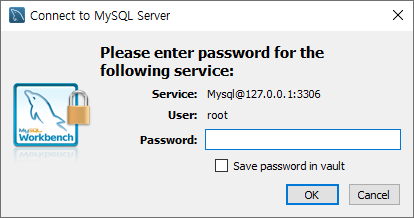 Connect to MySQL Server
Please enter password for the
following service:
Service: Mysql@127.0.0.1:3306
User: root
Password:
MySQL
Workbench
Save password in vault
OK Cancel